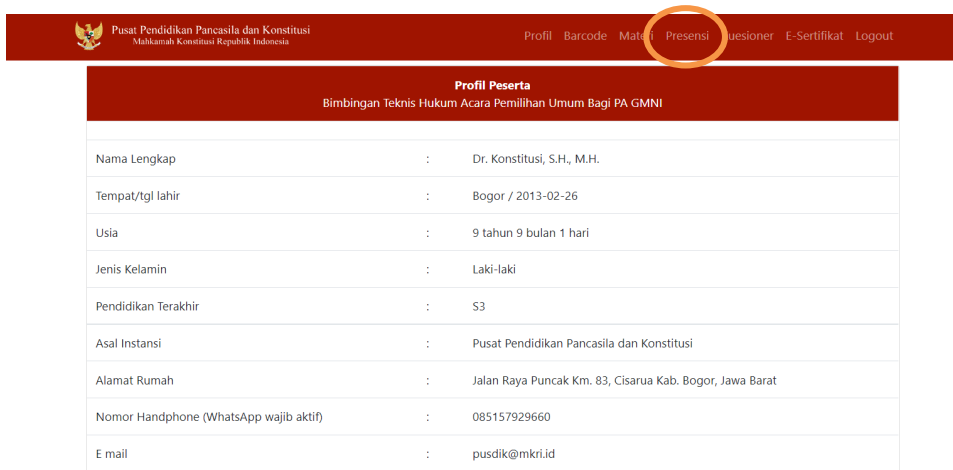 Pusat Pendidikan Pancasila dan Konstitusi
Mahkamah Konstitusi Republik Indonesia
Profil Barcode Materi Presensi Kuesioner E-Sertifikat Logout
Profil Peserta
Bimbingan Teknis Hukum Acara Pemilihan Umum Bagi PA GMNI
Nama Lengkap : Dr. Konstitusi, S.H., M.H.
Tempat/tgl lahir : Bogor / 2013-02-26
Usia : 9 tahun 9 bulan 1 hari
Jenis Kelamin : Laki-laki
Pendidikan Terakhir : S3
Asal Instansi : Pusat Pendidikan Pancasila dan Konstitusi
Alamat Rumah : Jalan Raya Puncak Km. 83, Cisarua Kab. Bogor, Jawa Barat
Nomor Handphone (WhatsApp wajib aktif) : 085157929660
E mail : pusdik@mkri.id